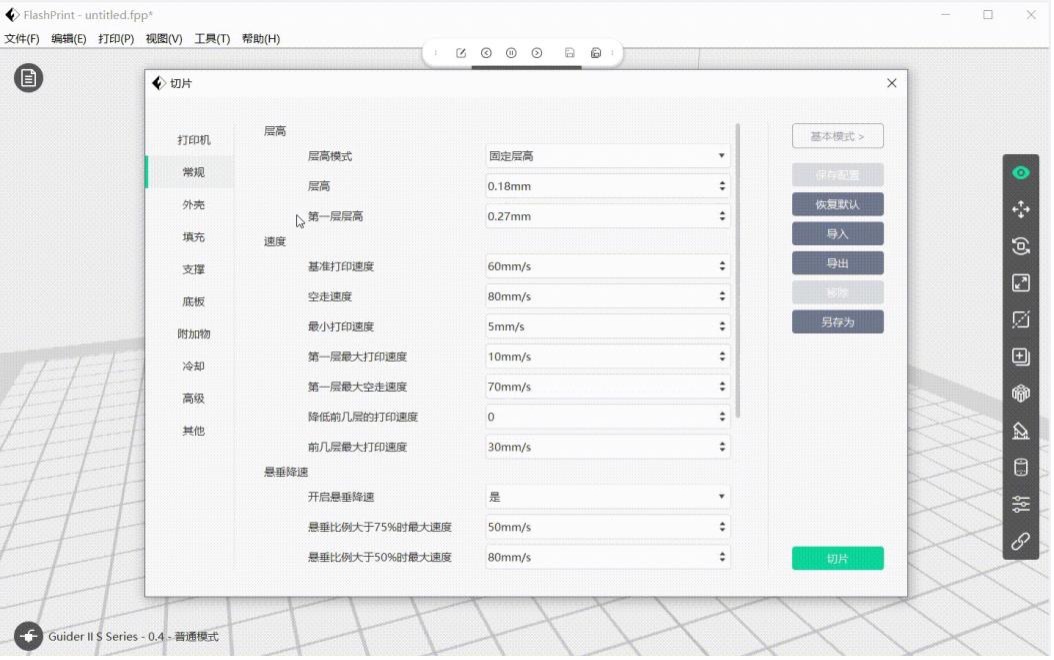 FlashPrint - untitled.fpp*
文件(F) 编辑(E) 打印(P) 视图(V) 工具(T) 帮助(H)
切片
打印机
常规
外壳
填充
支撑
底板
附加物
冷却
高级
其他
层高
层高模式 固定层高
层高 0.18mm
第一层层高 0.27mm
速度
基准打印速度 60mm/s
空走速度 80mm/s
最小打印速度 5mm/s
第一层最大打印速度 10mm/s
第一层最大空走速度 70mm/s
降低前几层的打印速度 0
前几层最大打印速度 30mm/s
悬垂降速
开启悬垂降速 是
悬垂比例大于75%时最大速度 50mm/s
悬垂比例大于50%时最大速度 80mm/s
基本模式 >
保存配置
恢复默认
导入
导出
移除
另存为
切片
Guider II S Series - 0.4 - 普通模式